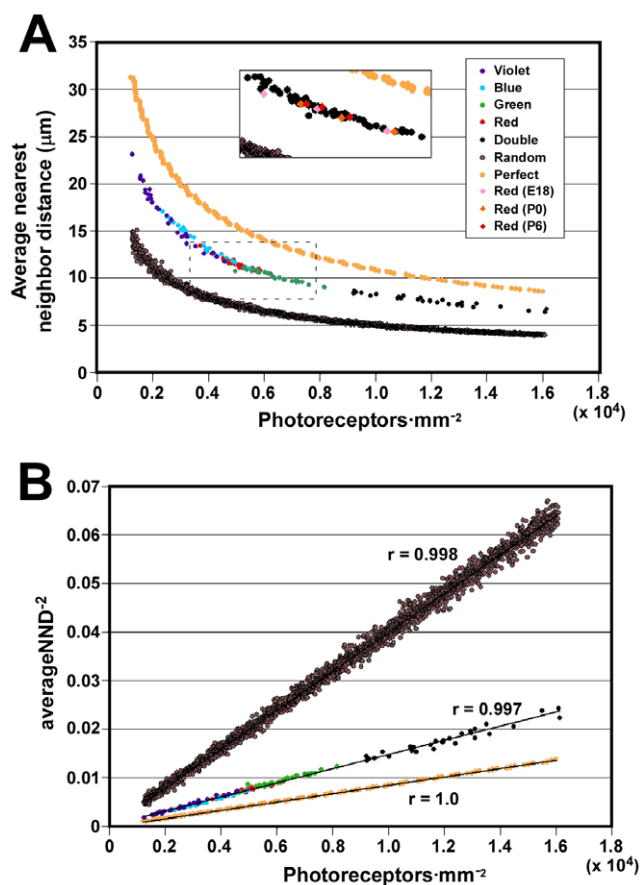 A
35
30
25
20
15
10
5
0
Average nearest
neighbor distance (μm)
Violet
Blue
Green
Red
Double
Random
Perfect
Red (E18)
Red (P0)
Red (P6)
0 0.2 0.4 0.6 0.8 1.0 1.2 1.4 1.6 1.8
(x 10⁴)
Photoreceptors·mm⁻²
B
0.07
0.06
0.05
0.04
0.03
0.02
0.01
0
averageNND⁻²
r = 0.998
r = 0.997
r = 1.0
0 0.2 0.4 0.6 0.8 1.0 1.2 1.4 1.6 1.8
(x 10⁴)
Photoreceptors·mm⁻²